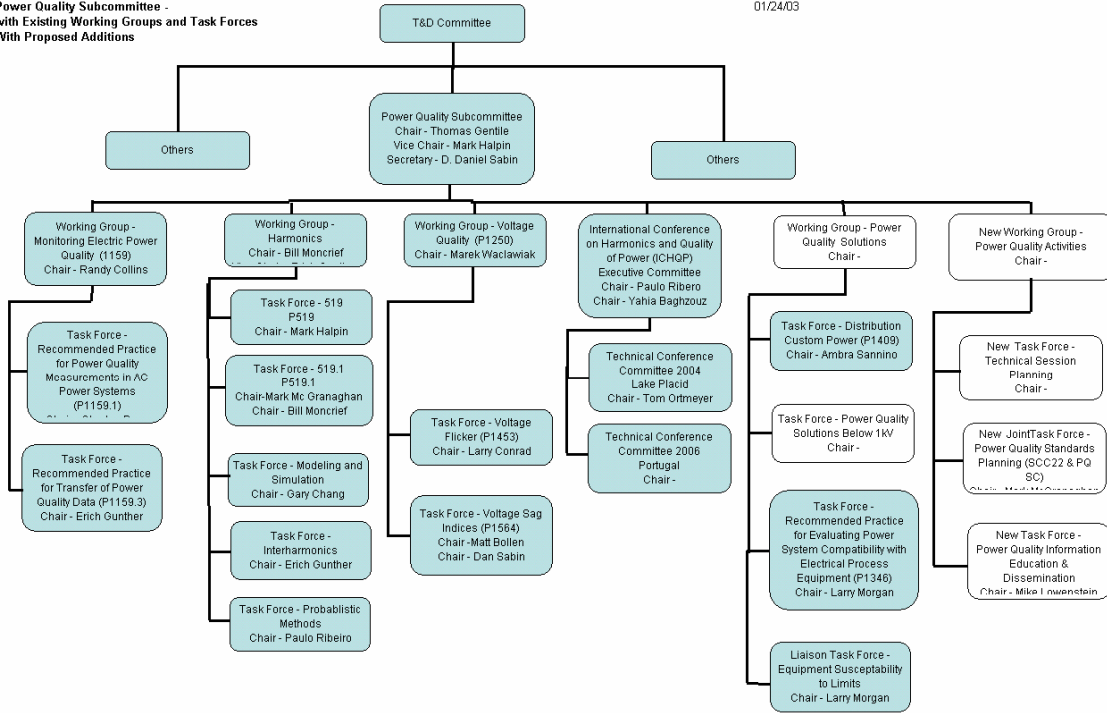 Power Quality Subcommittee -
with Existing Working Groups and Task Forces
With Proposed Additions
01/24/03
T&D Committee
Others
Power Quality Subcommittee
Chair - Thomas Gentile
Vice Chair - Mark Halpin
Secretary - D. Daniel Sabin
Others
Working Group -
Monitoring Electric Power
Quality (1159)
Chair - Randy Collins
Working Group -
Harmonics
Chair - Bill Moncrief
Working Group - Voltage
Quality (P1250)
Chair - Marek Waclawiak
International Conference
on Harmonics and Quality
of Power (ICHQP)
Executive Committee
Chair - Paulo Ribero
Chair - Yahia Baghzouz
Working Group - Power
Quality Solutions
Chair -
New Working Group -
Power Quality Activities
Chair -
Task Force -
Recommended Practice
for Power Quality
Measurements in AC
Power Systems
(P1159.1)
Task Force -
Recommended Practice
for Transfer of Power
Quality Data (P1159.3)
Chair - Erich Gunther
Task Force - 519
P519
Chair - Mark Halpin
Task Force - 519.1
P519.1
Chair-Mark Mc Granaghan
Chair - Bill Moncrief
Task Force - Modeling and
Simulation
Chair - Gary Chang
Task Force -
Interharmonics
Chair - Erich Gunther
Task Force - Probablistic
Methods
Chair - Paulo Ribeiro
Task Force - Voltage
Flicker (P1453)
Chair - Larry Conrad
Task Force - Voltage Sag
Indices (P1564)
Chair -Matt Bollen
Chair - Dan Sabin
Technical Conference
Committee 2004
Lake Placid
Chair - Tom Ortmeyer
Technical Conference
Committee 2006
Portugal
Chair -
Task Force - Distribution
Custom Power (P1409)
Chair - Ambra Sannino
Task Force - Power Quality
Solutions Below 1kV
Chair -
Task Force -
Recommended Practice
for Evaluating Power
System Compatibility with
Electrical Process
Equipment (P1346)
Chair - Larry Morgan
Liaison Task Force -
Equipment Susceptability
to Limits
Chair - Larry Morgan
New Task Force -
Technical Session
Planning
Chair -
New JointTask Force -
Power Quality Standards
Planning (SCC22 & PQ
SC)
New Task Force -
Power Quality Information
Education &
Dissemination
Chair - Mike Lowenstein